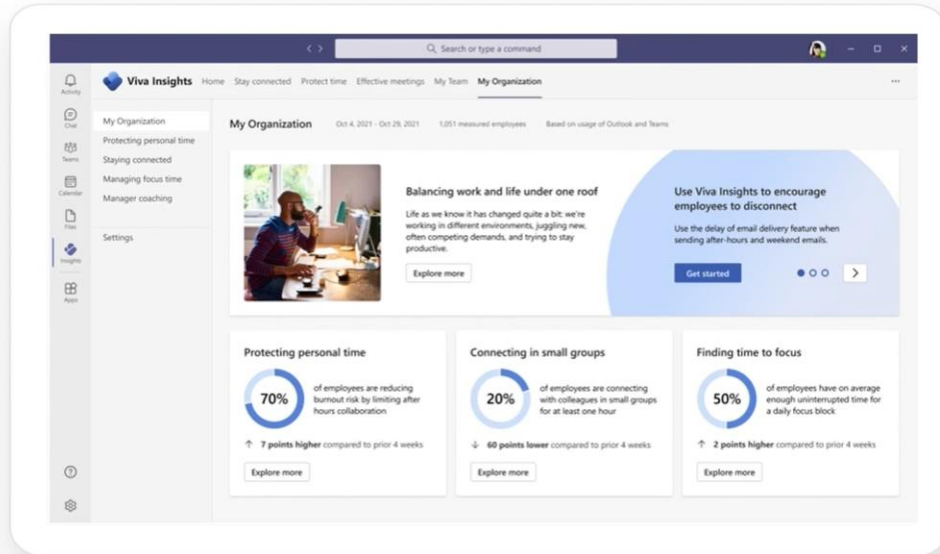 Search or type a command
Activity
Viva Insights
Home
Stay connected
Protect time
Effective meetings
My Team
My Organization
...
Chat
Teams
Calendar
Files
Insights
Apps
My Organization
Protecting personal time
Staying connected
Managing focus time
Manager coaching
Settings
My Organization
Oct 4, 2021 - Oct 29, 2021
1,051 measured employees
Based on usage of Outlook and Teams
Balancing work and life under one roof
Life as we know it has changed quite a bit: we're
working in different environments, juggling new,
often competing demands, and trying to stay
productive.
Explore more
Use Viva Insights to encourage
employees to disconnect
Use the delay of email delivery feature when
sending after-hours and weekend emails.
Get started
Protecting personal time
70%
of employees are reducing
burnout risk by limiting after
hours collaboration
↑ 7 points higher compared to prior 4 weeks
Explore more
Connecting in small groups
20%
of employees are connecting
with colleagues in small groups
for at least one hour
↓ 60 points lower compared to prior 4 weeks
Explore more
Finding time to focus
50%
of employees have on average
enough uninterrupted time for
a daily focus block
↑ 2 points higher compared to prior 4 weeks
Explore more